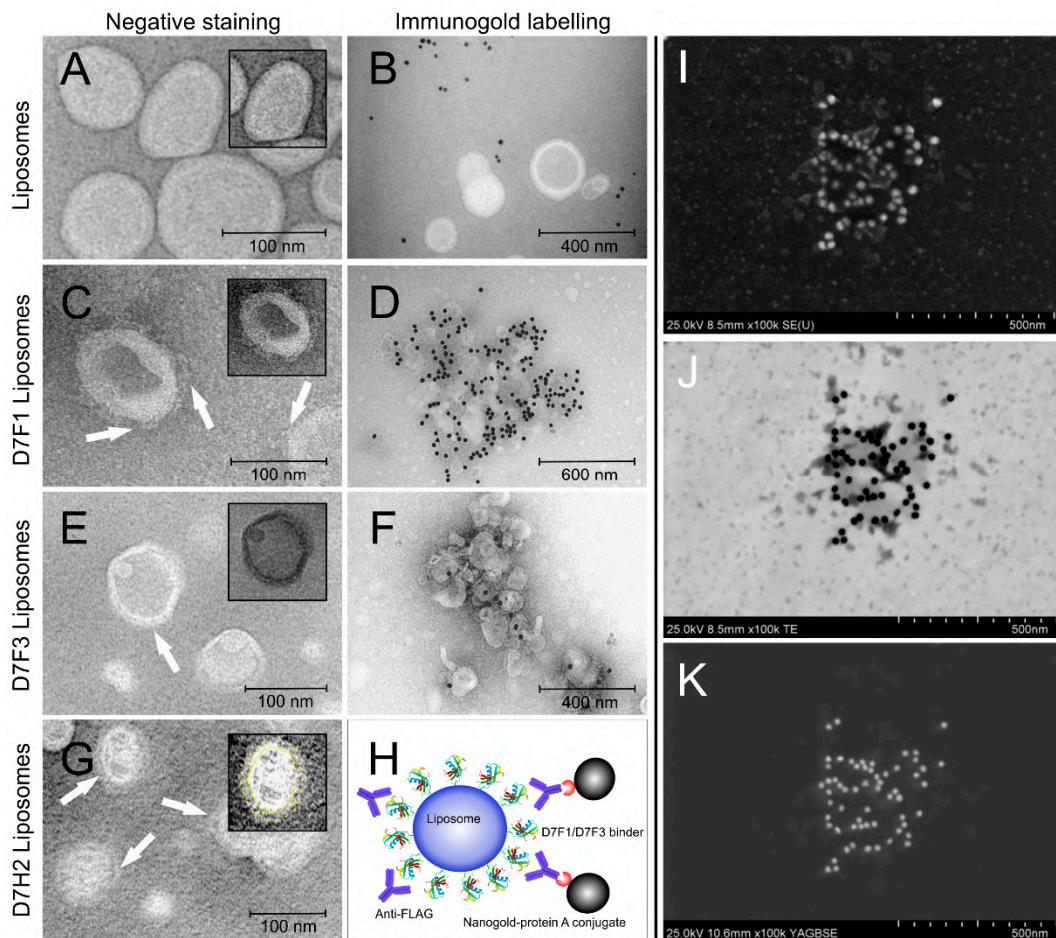 Negative staining
Immunogold labelling
Liposomes
A
100 nm
B
400 nm
D7F1 Liposomes
C
100 nm
D
600 nm
D7F3 Liposomes
E
100 nm
F
400 nm
D7H2 Liposomes
G
100 nm
H
Liposome
D7F1/D7F3 binder
Anti-FLAG
Nanogold-protein A conjugate
I
25.0kV 8.5mm x100k SE(U)
500nm
J
25.0kV 8.5mm x100k TE
500nm
K
25.0kV 10.6mm x100k YAGBSE
500nm